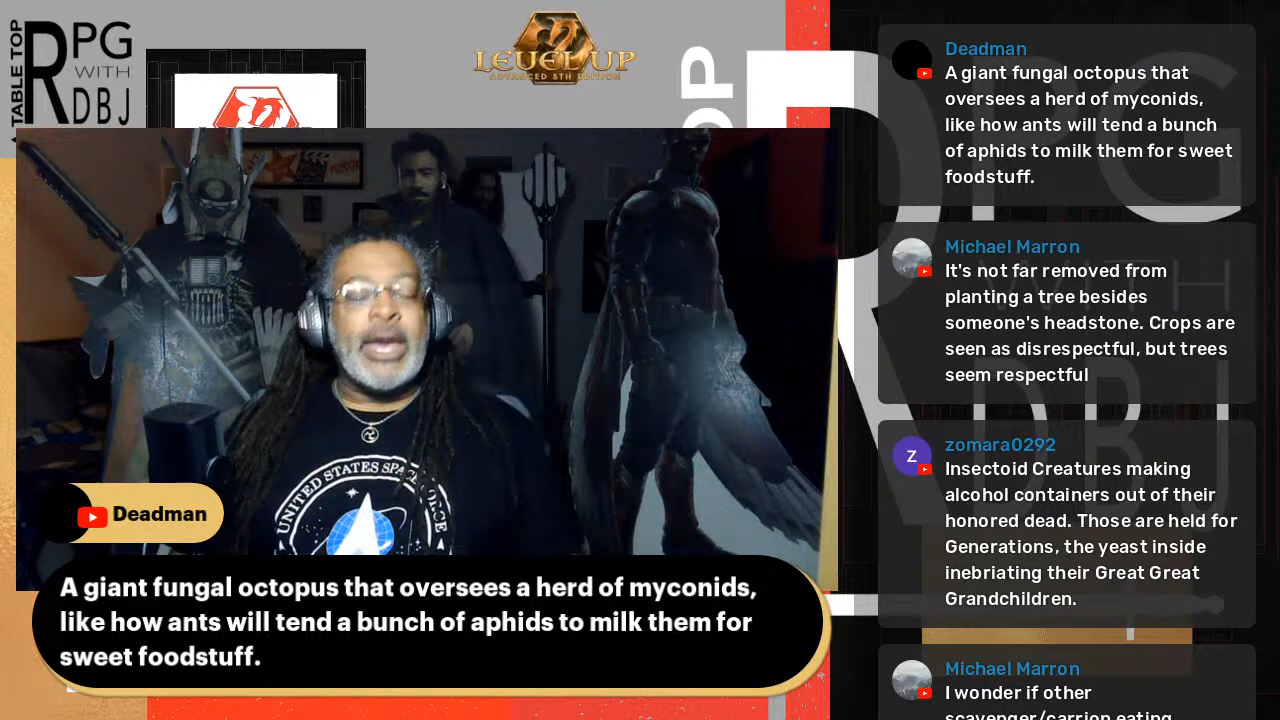 TABLE TOP
RPG
WITH
DBJ
LEVEL UP
ADVANCED 5TH EDITION
OP
UNITED STATES SPACE FORCE
Deadman
A giant fungal octopus that oversees a herd of myconids,
like how ants will tend a bunch of aphids to milk them for
sweet foodstuff.
Deadman
A giant fungal octopus that
oversees a herd of myconids,
like how ants will tend a bunch
of aphids to milk them for sweet
foodstuff.
Michael Marron
It's not far removed from
planting a tree besides
someone's headstone. Crops are
seen as disrespectful, but trees
seem respectful
Z
zomara0292
Insectoid Creatures making
alcohol containers out of their
honored dead. Those are held for
Generations, the yeast inside
inebriating their Great Great
Grandchildren.
Michael Marron
I wonder if other
scavenger/carrion eating